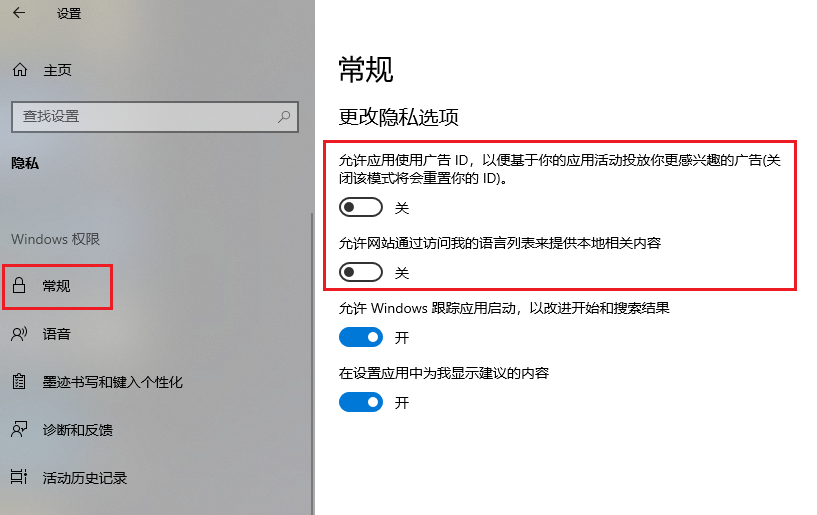 设置
主页
查找设置
隐私
Windows 权限
常规
语音
墨迹书写和键入个性化
诊断和反馈
活动历史记录
常规
更改隐私选项
允许应用使用广告 ID，以便基于你的应用活动投放你更感兴趣的广告(关
闭该模式将会重置你的 ID)。
关
允许网站通过访问我的语言列表来提供本地相关内容
关
允许 Windows 跟踪应用启动，以改进开始和搜索结果
开
在设置应用中为我显示建议的内容
开